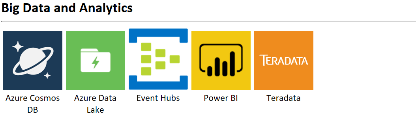 Big Data and Analytics
TERADATA
Azure Cosmos DB
Azure Data Lake
Event Hubs
Power BI
Teradata